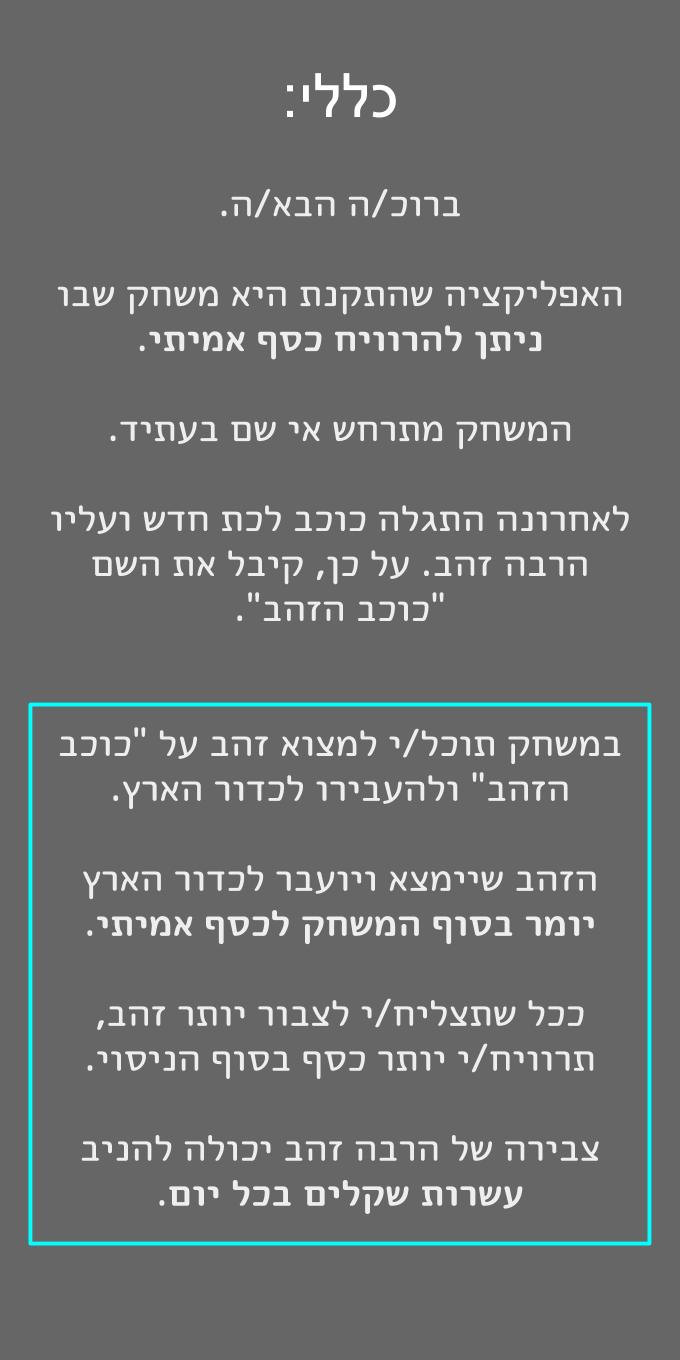 כללי:
ברוכ/ה הבא/ה.
האפליקציה שהתקנת היא משחק שבו
ניתן להרוויח כסף אמיתי.
המשחק מתרחש אי שם בעתיד.
לאחרונה התגלה כוכב לכת חדש ועליו
הרבה זהב. על כן, קיבל את השם
"כוכב הזהב".
במשחק תוכל/י למצוא זהב על "כוכב
הזהב" ולהעבירו לכדור הארץ.
הזהב שיימצא ויועבר לכדור הארץ
יומר בסוף המשחק לכסף אמיתי.
ככל שתצליח/י לצבור יותר זהב,
תרוויח/י יותר כסף בסוף הניסוי.
צבירה של הרבה זהב יכולה להניב
עשרות שקלים בכל יום.